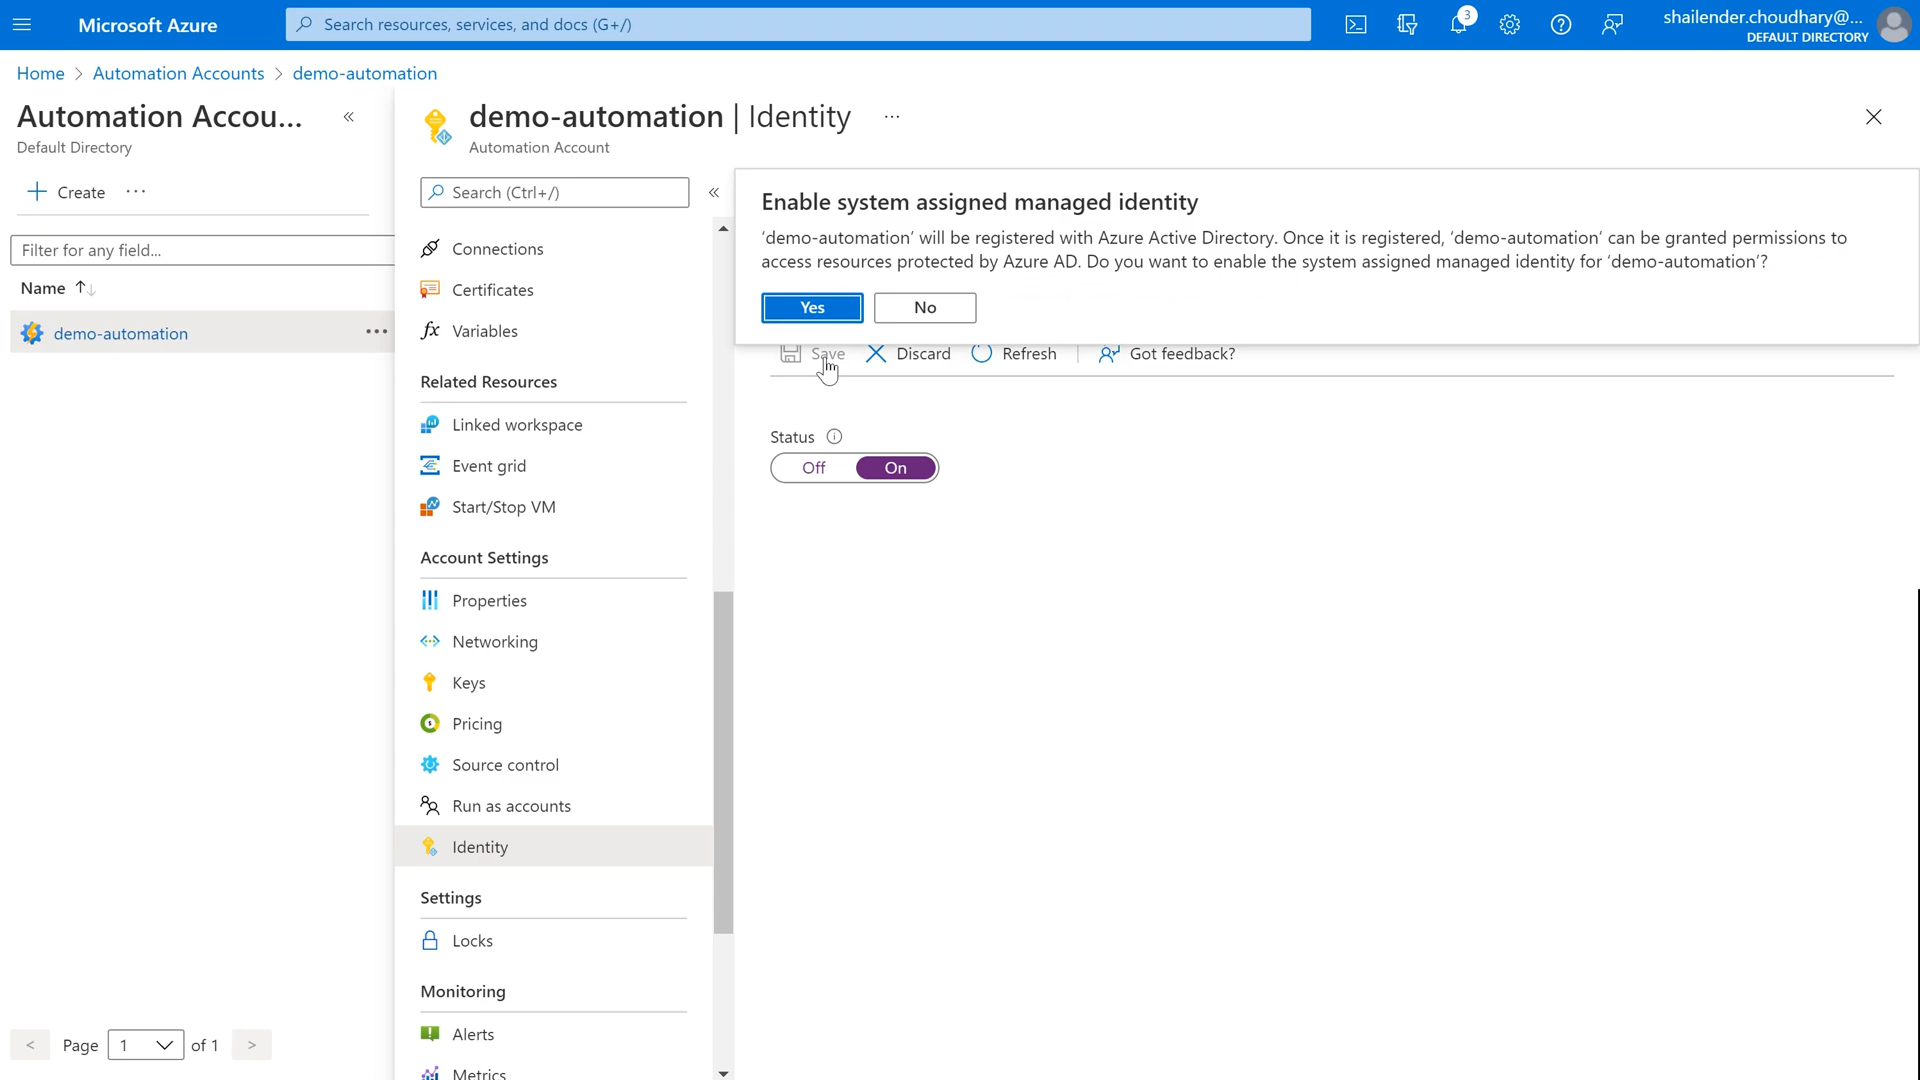 Microsoft Azure
Search resources, services, and docs (G+/)
3
shailender.choudhary@...
DEFAULT DIRECTORY
Home > Automation Accounts > demo-automation
Automation Accou...
Default Directory
Create
Filter for any field...
Name
demo-automation
Page 1 of 1
demo-automation | Identity
Automation Account
Search (Ctrl+/)
Connections
Certificates
Variables
Related Resources
Linked workspace
Event grid
Start/Stop VM
Account Settings
Properties
Networking
Keys
Pricing
Source control
Run as accounts
Identity
Settings
Locks
Monitoring
Alerts
Metrics
Enable system assigned managed identity
‘demo-automation’ will be registered with Azure Active Directory. Once it is registered, ‘demo-automation’ can be granted permissions to
access resources protected by Azure AD. Do you want to enable the system assigned managed identity for ‘demo-automation’?
Yes No
Save Discard Refresh Got feedback?
Status
Off On